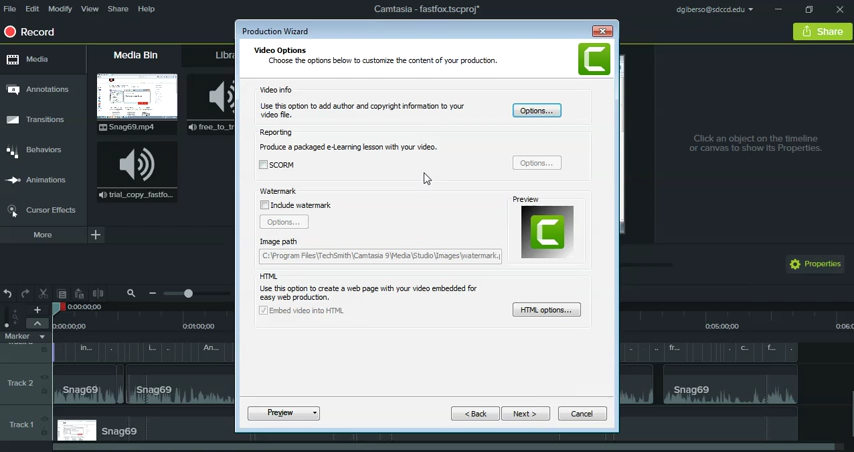 File Edit Modify View Share Help
Camtasia - fastfox.tscproj*
dgiberso@sdccd.edu
Record
Share
Media
Annotations
Transitions
Behaviors
Animations
Cursor Effects
More
Media Bin
Snag69.mp4
free_to_tr
trial_copy_fastfo...
Production Wizard
Video Options
Choose the options below to customize the content of your production.
Video info
Use this option to add author and copyright information to your
video file.
Options...
Reporting
Produce a packaged e-Learning lesson with your video.
SCORM
Options...
Watermark
Include watermark
Options...
Preview
Image path
C:\Program Files\TechSmith\Camtasia 9\Media\Studio\Images\watermark.
HTML
Use this option to create a web page with your video embedded for
easy web production.
Embed video into HTML
HTML options...
Preview
< Back
Next >
Cancel
Click an object on the timeline
or canvas to show its Properties.
Properties
0:00:00;00
0:00:00;00 0:01:00;00 0:05:00;00 0:06:
Marker
in... i... An... fr... c. f...
Track 2
Snag69 Snag69 Snag69
Track 1
Snag69